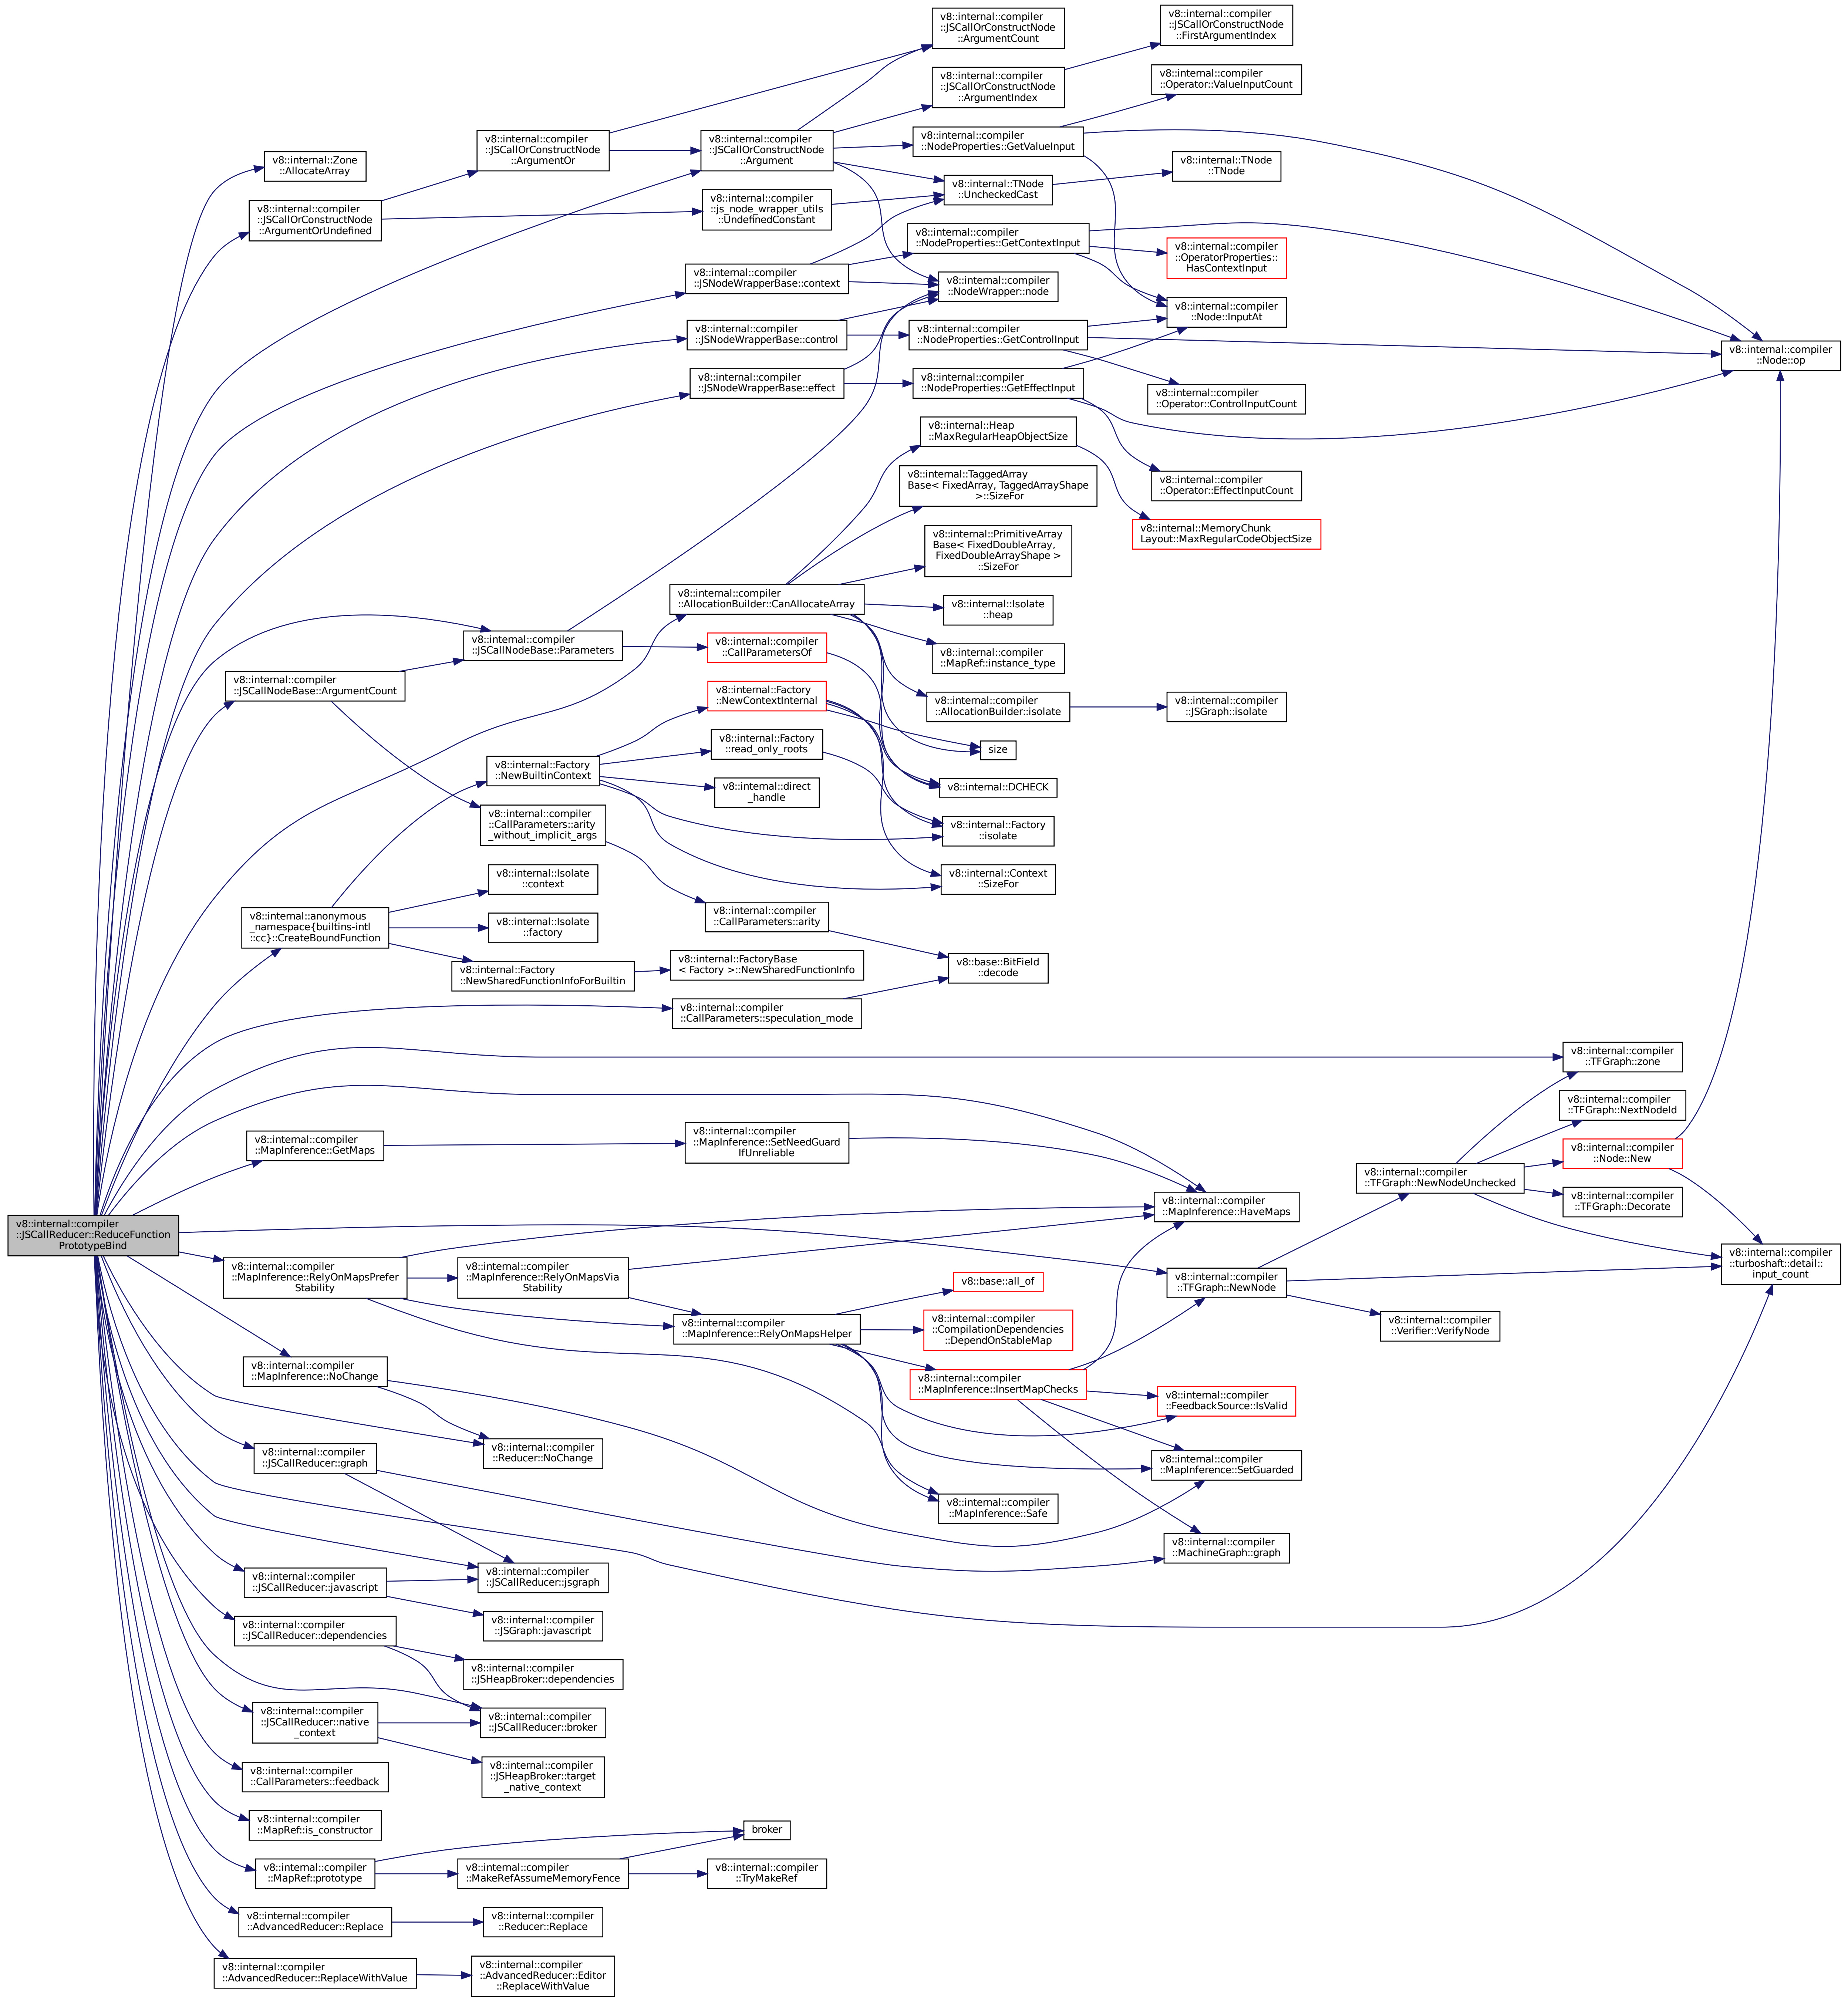 v8::internal::compiler
::JSCallReducer::ReduceFunction
PrototypeBind
v8::internal::Zone
::AllocateArray
v8::internal::compiler
::JSCallOrConstructNode
::ArgumentOrUndefined
v8::internal::compiler
::JSCallOrConstructNode
::ArgumentOr
v8::internal::compiler
::JSCallOrConstructNode
::Argument
v8::internal::compiler
::JSCallOrConstructNode
::ArgumentCount
v8::internal::compiler
::JSCallOrConstructNode
::ArgumentIndex
v8::internal::compiler
::JSCallOrConstructNode
::FirstArgumentIndex
v8::internal::compiler
::NodeProperties::GetValueInput
v8::internal::compiler
::Operator::ValueInputCount
v8::internal::compiler
::js_node_wrapper_utils
::UndefinedConstant
v8::internal::TNode
::UncheckedCast
v8::internal::TNode
::TNode
v8::internal::compiler
::JSNodeWrapperBase::context
v8::internal::compiler
::NodeProperties::GetContextInput
v8::internal::compiler
::OperatorProperties::
HasContextInput
v8::internal::compiler
::NodeWrapper::node
v8::internal::compiler
::Node::InputAt
v8::internal::compiler
::JSNodeWrapperBase::control
v8::internal::compiler
::NodeProperties::GetControlInput
v8::internal::compiler
::Node::op
v8::internal::compiler
::JSNodeWrapperBase::effect
v8::internal::compiler
::NodeProperties::GetEffectInput
v8::internal::compiler
::Operator::ControlInputCount
v8::internal::Heap
::MaxRegularHeapObjectSize
v8::internal::TaggedArray
Base< FixedArray, TaggedArrayShape
>::SizeFor
v8::internal::compiler
::Operator::EffectInputCount
v8::internal::MemoryChunk
Layout::MaxRegularCodeObjectSize
v8::internal::PrimitiveArray
Base< FixedDoubleArray,
FixedDoubleArrayShape >
::SizeFor
v8::internal::compiler
::AllocationBuilder::CanAllocateArray
v8::internal::Isolate
::heap
v8::internal::compiler
::JSCallNodeBase::Parameters
v8::internal::compiler
::CallParametersOf
v8::internal::compiler
::MapRef::instance_type
v8::internal::compiler
::JSCallNodeBase::ArgumentCount
v8::internal::Factory
::NewContextInternal
v8::internal::compiler
::AllocationBuilder::isolate
v8::internal::compiler
::JSGraph::isolate
v8::internal::Factory
::read_only_roots
size
v8::internal::Factory
::NewBuiltinContext
v8::internal::direct
_handle
v8::internal::DCHECK
v8::internal::compiler
::CallParameters::arity
_without_implicit_args
v8::internal::Factory
::isolate
v8::internal::Isolate
::context
v8::internal::Context
::SizeFor
v8::internal::anonymous
_namespace{builtins-intl
::cc}::CreateBoundFunction
v8::internal::Isolate
::factory
v8::internal::compiler
::CallParameters::arity
v8::internal::Factory
::NewSharedFunctionInfoForBuiltin
v8::internal::FactoryBase
< Factory >::NewSharedFunctionInfo
v8::base::BitField
::decode
v8::internal::compiler
::CallParameters::speculation_mode
v8::internal::compiler
::TFGraph::zone
v8::internal::compiler
::TFGraph::NextNodeId
v8::internal::compiler
::MapInference::GetMaps
v8::internal::compiler
::MapInference::SetNeedGuard
IfUnreliable
v8::internal::compiler
::Node::New
v8::internal::compiler
::TFGraph::NewNodeUnchecked
v8::internal::compiler
::TFGraph::Decorate
v8::internal::compiler
::MapInference::HaveMaps
v8::internal::compiler
::turboshaft::detail::
input_count
v8::internal::compiler
::MapInference::RelyOnMapsPrefer
Stability
v8::internal::compiler
::MapInference::RelyOnMapsVia
Stability
v8::base::all_of
v8::internal::compiler
::TFGraph::NewNode
v8::internal::compiler
::Verifier::VerifyNode
v8::internal::compiler
::MapInference::RelyOnMapsHelper
v8::internal::compiler
::CompilationDependencies
::DependOnStableMap
v8::internal::compiler
::MapInference::NoChange
v8::internal::compiler
::MapInference::InsertMapChecks
v8::internal::compiler
::FeedbackSource::IsValid
v8::internal::compiler
::JSCallReducer::graph
v8::internal::compiler
::Reducer::NoChange
v8::internal::compiler
::MapInference::SetGuarded
v8::internal::compiler
::MapInference::Safe
v8::internal::compiler
::MachineGraph::graph
v8::internal::compiler
::JSCallReducer::javascript
v8::internal::compiler
::JSCallReducer::jsgraph
v8::internal::compiler
::JSGraph::javascript
v8::internal::compiler
::JSCallReducer::dependencies
v8::internal::compiler
::JSHeapBroker::dependencies
v8::internal::compiler
::JSCallReducer::native
_context
v8::internal::compiler
::JSCallReducer::broker
v8::internal::compiler
::JSHeapBroker::target
_native_context
v8::internal::compiler
::CallParameters::feedback
v8::internal::compiler
::MapRef::is_constructor
broker
v8::internal::compiler
::MapRef::prototype
v8::internal::compiler
::MakeRefAssumeMemoryFence
v8::internal::compiler
::TryMakeRef
v8::internal::compiler
::AdvancedReducer::Replace
v8::internal::compiler
::Reducer::Replace
v8::internal::compiler
::AdvancedReducer::ReplaceWithValue
v8::internal::compiler
::AdvancedReducer::Editor
::ReplaceWithValue